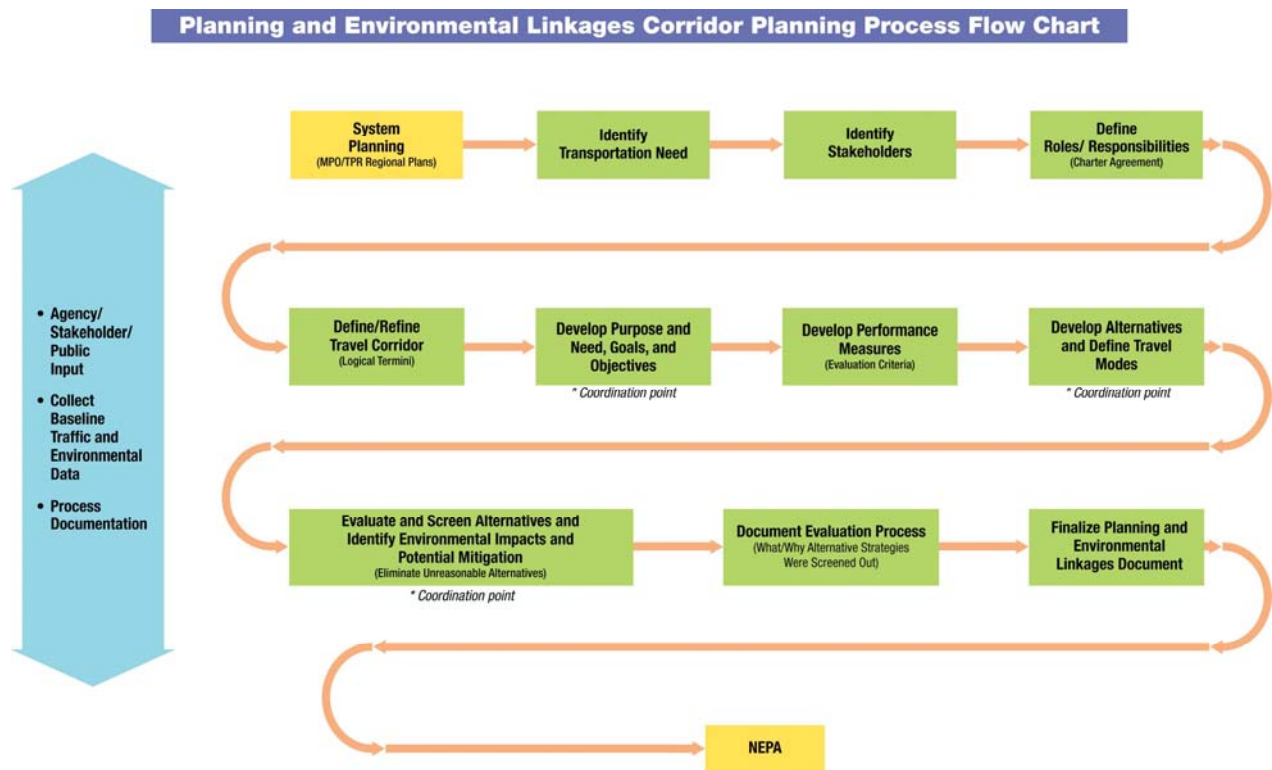 Planning and Environmental Linkages Corridor Planning Process Flow Chart
System
Planning
(MPO/TPR Regional Plans)
Identify
Transportation Need
Identify
Stakeholders
Define
Roles/ Responsibilities
(Charter Agreement)
• Agency/
Stakeholder/
Public
Input
• Collect
Baseline
Traffic and
Environmental
Data
• Process
Documentation
Define/Refine
Travel Corridor
(Logical Termini)
Develop Purpose and
Need, Goals, and
Objectives
* Coordination point
Develop Performance
Measures
(Evaluation Criteria)
Develop Alternatives
and Define Travel
Modes
* Coordination point
Evaluate and Screen Alternatives and
Identify Environmental Impacts and
Potential Mitigation
(Eliminate Unreasonable Alternatives)
* Coordination point
Document Evaluation Process
(What/Why Alternative Strategies
Were Screened Out)
Finalize Planning and
Environmental
Linkages Document
NEPA